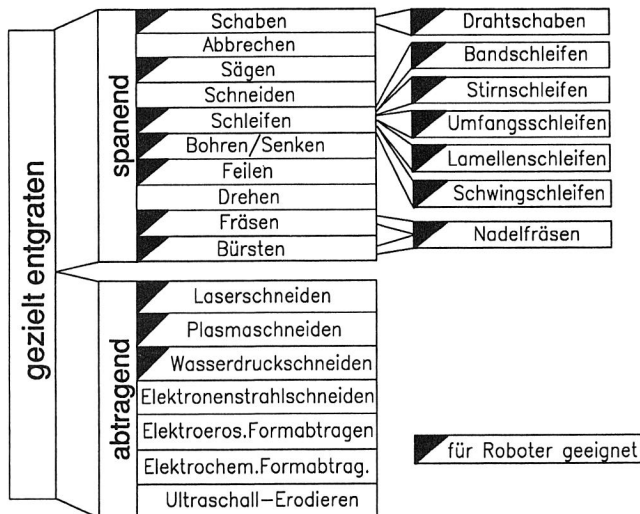 gezielt entgraten
spanend
Schaben
Abbrechen
Sägen
Schneiden
Schleifen
Bohren/Senken
Feilen
Drehen
Fräsen
Bürsten
Drahtschaben
Bandschleifen
Stirnschleifen
Umfangsschleifen
Lamellenschleifen
Schwingschleifen
Nadelfräsen
abtragend
Laserschneiden
Plasmaschneiden
Wasserdruckschneiden
Elektronenstrahlschneiden
Elektroeros.Formabtragen
Elektrochem.Formabtrag.
Ultraschall-Erodieren
für Roboter geeignet